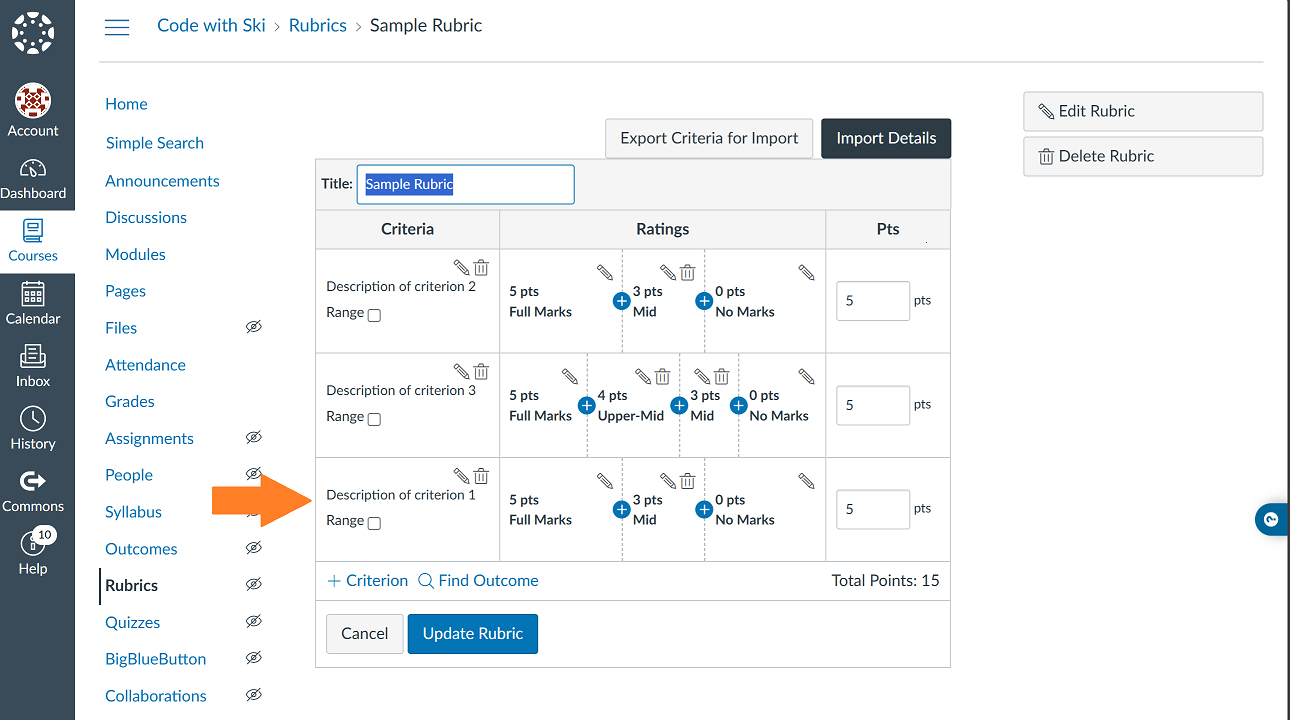 Code with Ski > Rubrics > Sample Rubric
Account
Dashboard
Courses
Calendar
Inbox
History
Commons
10
Help
Home
Simple Search
Announcements
Discussions
Modules
Pages
Files
Attendance
Grades
Assignments
People
Syllabus
Outcomes
Rubrics
Quizzes
BigBlueButton
Collaborations
Export Criteria for Import Import Details
Title: Sample Rubric
Criteria Ratings Pts
Description of criterion 2
Range
5 pts 3 pts 0 pts
Full Marks Mid No Marks
5 pts
Description of criterion 3
Range
5 pts 4 pts 3 pts 0 pts
Full Marks Upper-Mid Mid No Marks
5 pts
Description of criterion 1
Range
5 pts 3 pts 0 pts
Full Marks Mid No Marks
5 pts
+ Criterion Find Outcome Total Points: 15
Cancel Update Rubric
Edit Rubric
Delete Rubric